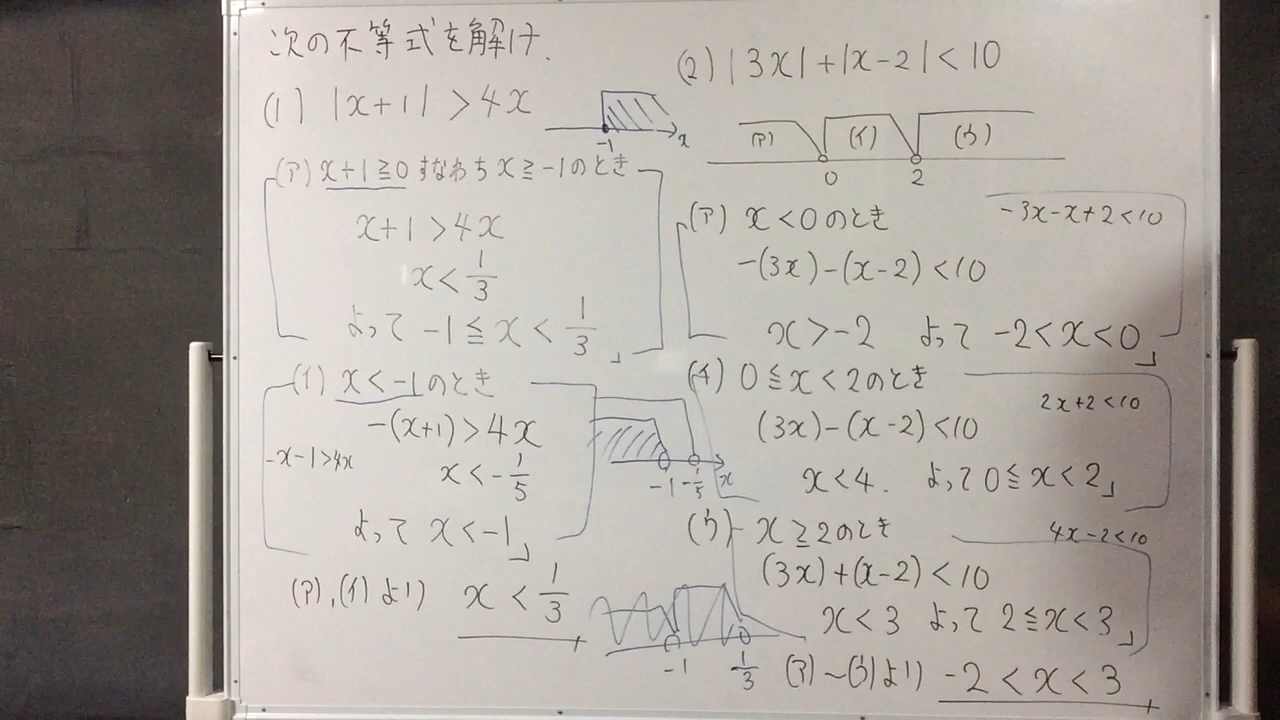 次の不等式を解け.
(1) |x+1| > 4x
-1 x
(ア) x+1≧0 すなわち x≧-1のとき
x+1 > 4x
x < 1/3
よって -1 ≦ x < 1/3 」
(イ) x < -1のとき
-(x+1) > 4x
-x-1>4x
x < -1/5
よって x < -1 」
-1 -1/5 x
(ア),(イ)より x < 1/3
-1 1/3
(2) |3x|+|x-2| < 10
(ア) (イ) (ウ)
0 2
(ア) x < 0 のとき
-3x-x+2<10
-(3x)-(x-2) < 10
x > -2 よって -2 < x < 0 」
(イ) 0 ≦ x < 2のとき
2x+2<10
(3x)-(x-2) < 10
x < 4. よって 0 ≦ x < 2 」
(ウ) x ≧ 2のとき
4x-2<10
(3x)+(x-2) < 10
x < 3 よって 2 ≦ x < 3 」
(ア)~(ウ)より -2 < x < 3